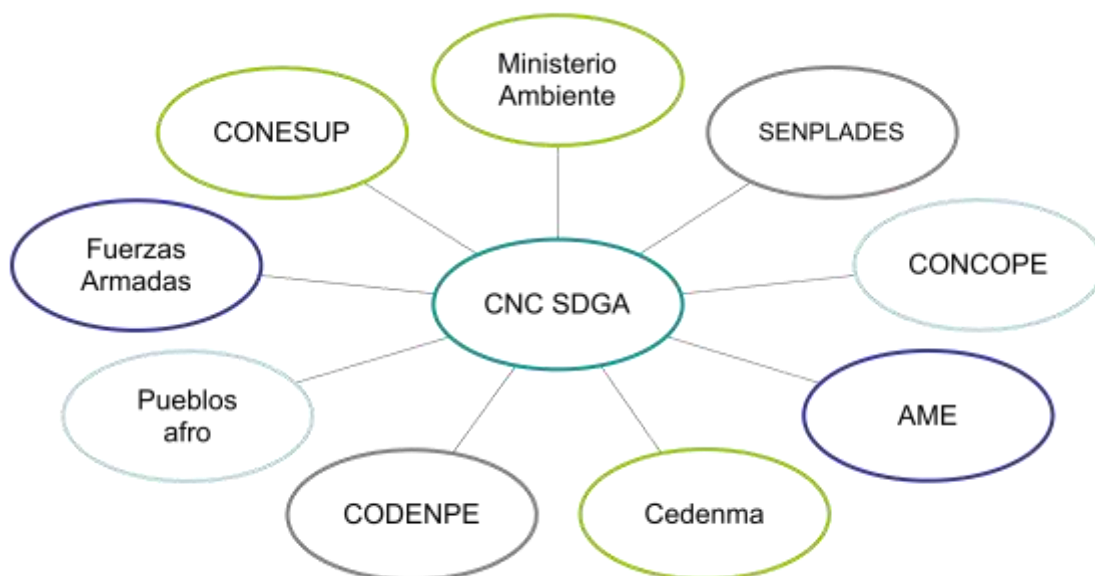 Ministerio
Ambiente
CONESUP
SENPLADES
Fuerzas
Armadas
CONCOPE
CNC SDGA
Pueblos
afro
AME
CODENPE
Cedenma